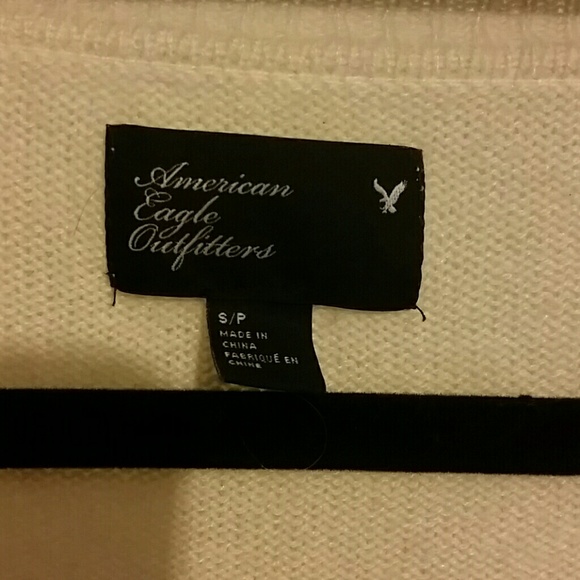 American
Eagle
Outfitters
S/P
MADE IN
CHINA
FABRIQUÉ EN
CHINE